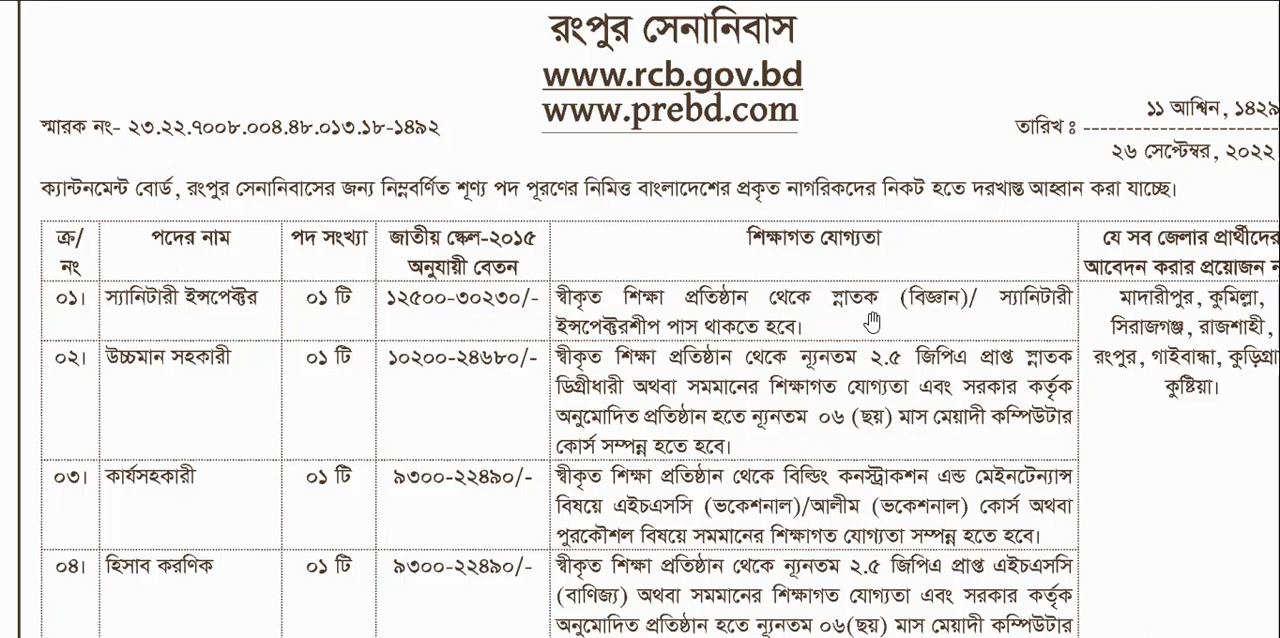 রংপুর সেনানিবাস
www.rcb.gov.bd
www.prebd.com
স্মারক নং- ২৩.২২.৭০০৮.০০৪.৪৮.০১৩.১৮-১৪৯২
১১ আশ্বিন, ১৪২৯
তারিখ ঃ
২৬ সেপ্টেম্বর, ২০২২
ক্যান্টনমেন্ট বোর্ড, রংপুর সেনানিবাসের জন্য নিম্নবর্ণিত শূণ্য পদ পূরণের নিমিত্ত বাংলাদেশের প্রকৃত নাগরিকদের নিকট হতে দরখাস্ত আহ্বান করা যাচ্ছে।
ক্র/ নং পদের নাম পদ সংখ্যা জাতীয় স্কেল-২০১৫ অনুযায়ী বেতন শিক্ষাগত যোগ্যতা যে সব জেলার প্রার্থীদের আবেদন করার প্রয়োজন
০১। স্যানিটারী ইন্সপেক্টর ০১ টি ১২৫০০-৩০২৩০/- স্বীকৃত শিক্ষা প্রতিষ্ঠান থেকে স্নাতক (বিজ্ঞান)/ স্যানিটারী
ইন্সপেক্টরশীপ পাস থাকতে হবে।
মাদারীপুর, কুমিল্লা,
সিরাজগঞ্জ, রাজশাহী,
রংপুর, গাইবান্ধা, কুড়িগ্রা
কুষ্টিয়া।
০২। উচ্চমান সহকারী ০১ টি ১০২০০-২৪৬৮০/- স্বীকৃত শিক্ষা প্রতিষ্ঠান থেকে ন্যূনতম ২.৫ জিপিএ প্রাপ্ত স্নাতক
ডিগ্রীধারী অথবা সমমানের শিক্ষাগত যোগ্যতা এবং সরকার কর্তৃক
অনুমোদিত প্রতিষ্ঠান হতে ন্যূনতম ০৬ (ছয়) মাস মেয়াদী কম্পিউটার
কোর্স সম্পন্ন হতে হবে।
০৩। কার্যসহকারী ০১ টি ৯৩০০-২২৪৯০/- স্বীকৃত শিক্ষা প্রতিষ্ঠান থেকে বিল্ডিং কনস্ট্রাকশন এন্ড মেইনটেন্যান্স
বিষয়ে এইচএসসি (ভকেশনাল)/আলীম (ভকেশনাল) কোর্স অথবা
পুরকৌশল বিষয়ে সমমানের শিক্ষাগত যোগ্যতা সম্পন্ন হতে হবে।
০৪। হিসাব করণিক ০১ টি ৯৩০০-২২৪৯০/- স্বীকৃত শিক্ষা প্রতিষ্ঠান থেকে ন্যূনতম ২.৫ জিপিএ প্রাপ্ত এইচএসসি
(বাণিজ্য) অথবা সমমানের শিক্ষাগত যোগ্যতা এবং সরকার কর্তৃক
অনুমোদিত প্রতিষ্ঠান হতে ন্যূনতম ০৬(ছয়) মাস মেয়াদী কম্পিউটার